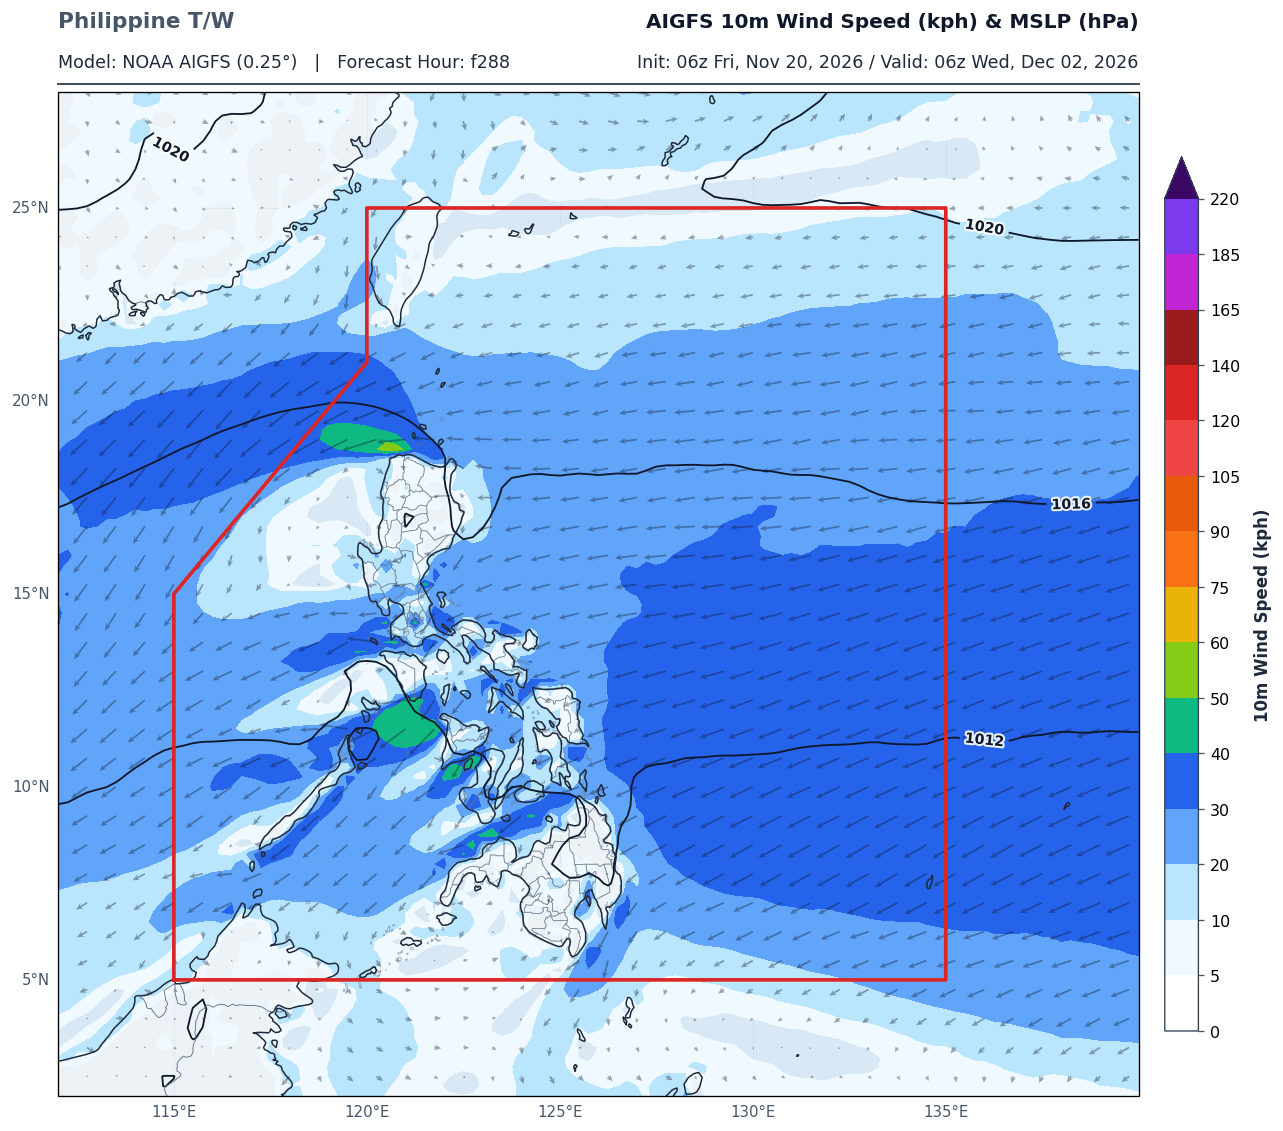 Philippine T/W
AIGFS 10m Wind Speed (kph) & MSLP (hPa)
Model: NOAA AIGFS (0.25°) | Forecast Hour: f288
Init: 06z Fri, Nov 20, 2026 / Valid: 06z Wed, Dec 02, 2026
1020
1020
1016
1012
25°N
20°N
15°N
10°N
5°N
115°E
120°E
125°E
130°E
135°E
220
185
165
140
120
105
90
75
60
50
40
30
20
10
5
0
10m Wind Speed (kph)